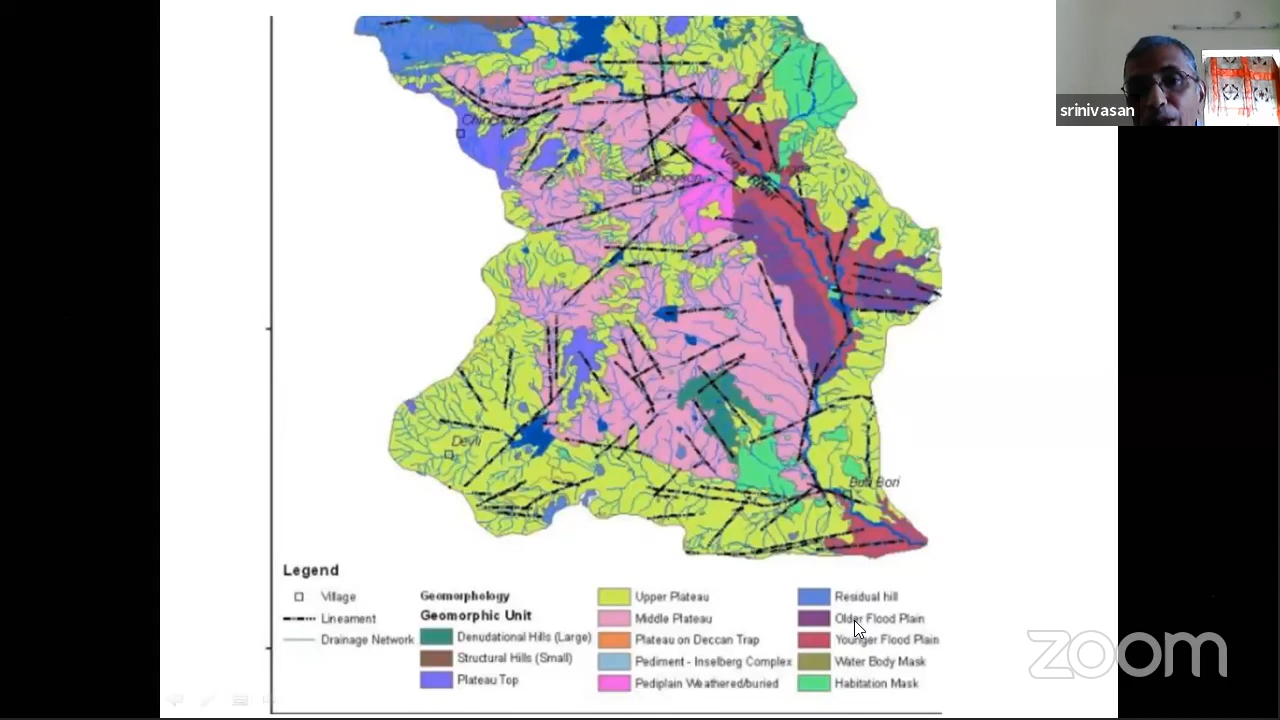 srinivasan
Vena River
Devli
Buti Bori
Legend
Village
Lineament
Drainage Network
Geomorphology
Geomorphic Unit
Denudational Hills (Large)
Structural Hills (Small)
Plateau Top
Upper Plateau
Middle Plateau
Plateau on Deccan Trap
Pediment - Inselberg Complex
Pediplain Weathered/buried
Residual hill
Older Flood Plain
Younger Flood Plain
Water Body Mask
Habitation Mask
zoom